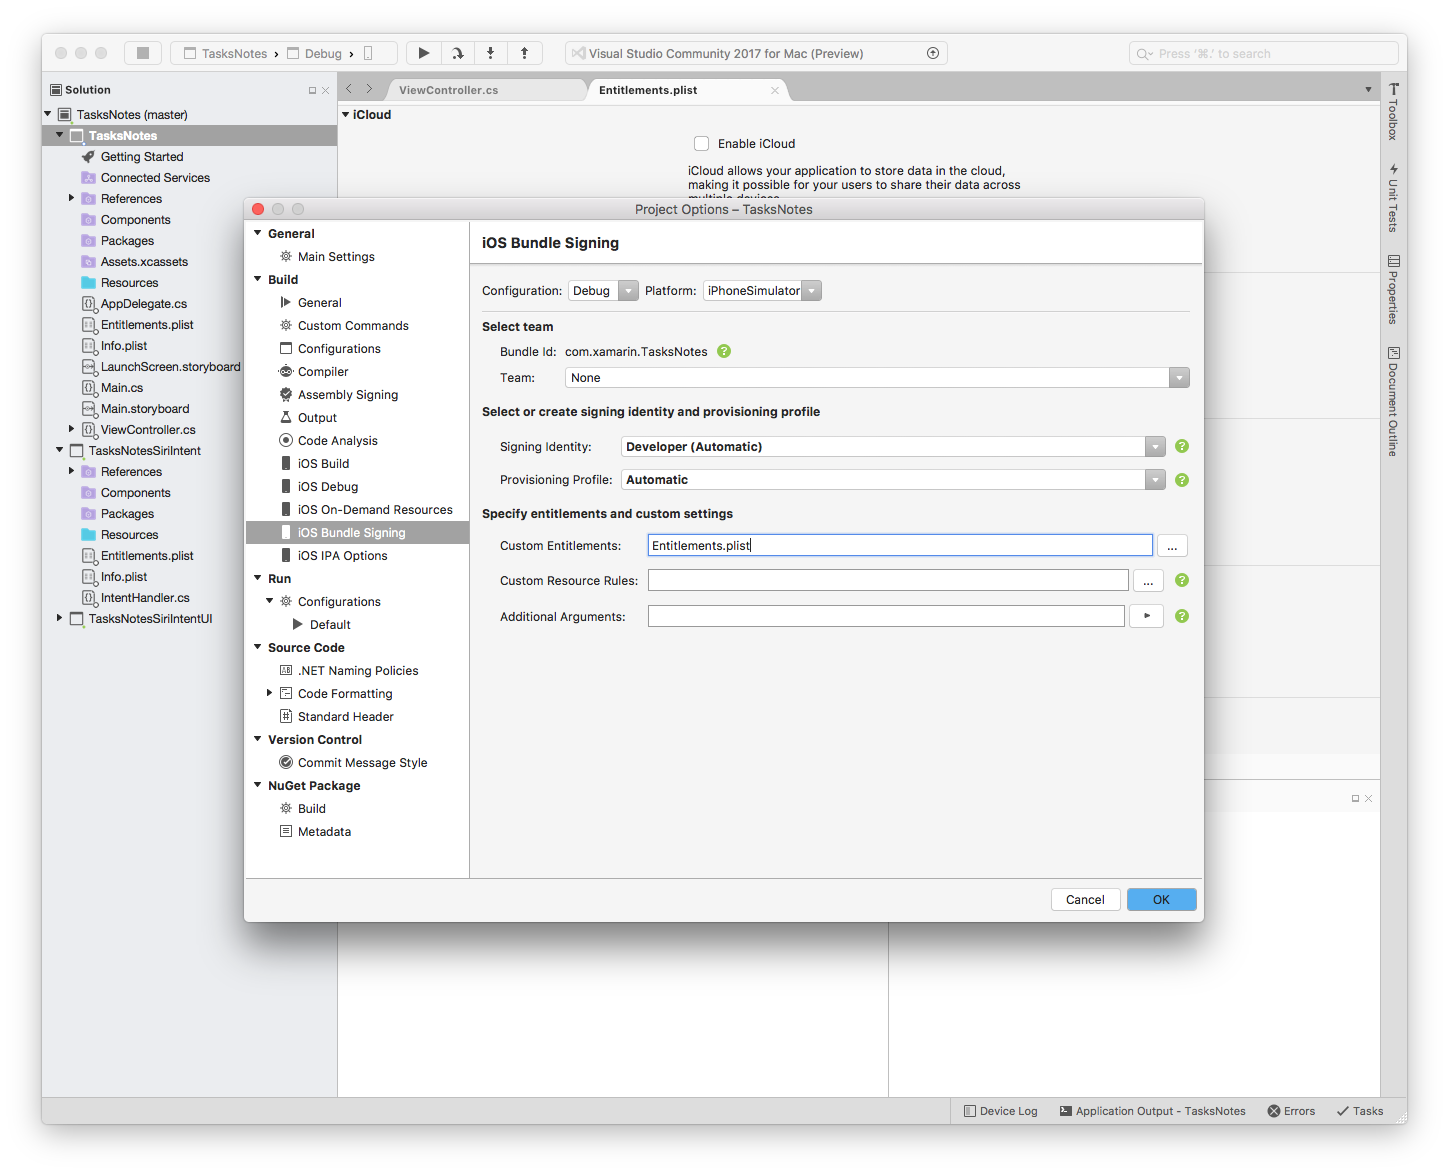 TasksNotes › Debug ›
Visual Studio Community 2017 for Mac (Preview)
Press '⌘.' to search
Solution
TasksNotes (master)
TasksNotes
Getting Started
Connected Services
References
Components
Packages
Assets.xcassets
Resources
AppDelegate.cs
Entitlements.plist
Info.plist
LaunchScreen.storyboard
Main.cs
Main.storyboard
ViewController.cs
TasksNotesSiriIntent
References
Components
Packages
Resources
Entitlements.plist
Info.plist
IntentHandler.cs
TasksNotesSiriIntentUI
ViewController.cs
Entitlements.plist
iCloud
Enable iCloud
iCloud allows your application to store data in the cloud,
making it possible for your users to share their data across
multiple devices
Project Options – TasksNotes
General
Main Settings
Build
General
Custom Commands
Configurations
Compiler
Assembly Signing
Output
Code Analysis
iOS Build
iOS Debug
iOS On-Demand Resources
iOS Bundle Signing
iOS IPA Options
Run
Configurations
Default
Source Code
.NET Naming Policies
Code Formatting
Standard Header
Version Control
Commit Message Style
NuGet Package
Build
Metadata
iOS Bundle Signing
Configuration: Debug Platform: iPhoneSimulator
Select team
Bundle Id: com.xamarin.TasksNotes ?
Team: None
Select or create signing identity and provisioning profile
Signing Identity: Developer (Automatic) ?
Provisioning Profile: Automatic ?
Specify entitlements and custom settings
Custom Entitlements: Entitlements.plist ...
Custom Resource Rules: ... ?
Additional Arguments: ?
Cancel OK
Toolbox
Unit Tests
Properties
Document Outline
Device Log
Application Output - TasksNotes
Errors
Tasks